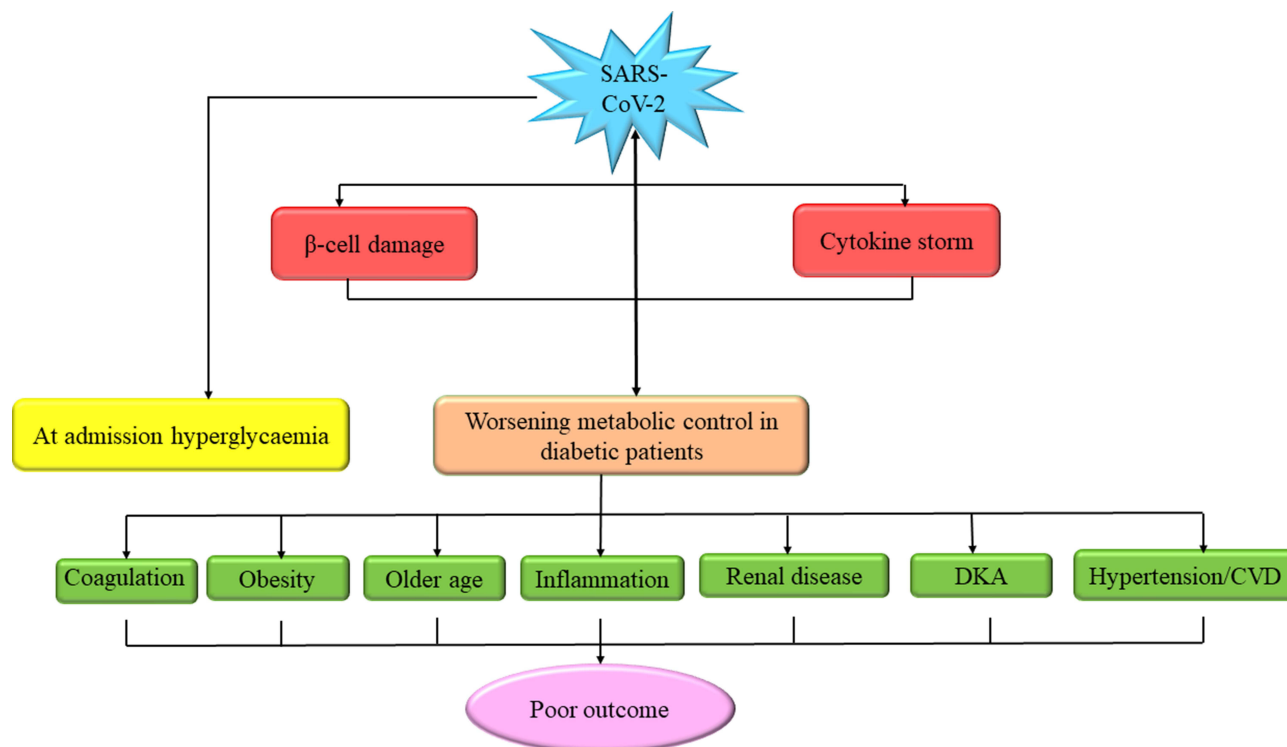 SARS-
CoV-2
β-cell damage
Cytokine storm
At admission hyperglycaemia
Worsening metabolic control in
diabetic patients
Coagulation
Obesity
Older age
Inflammation
Renal disease
DKA
Hypertension/CVD
Poor outcome